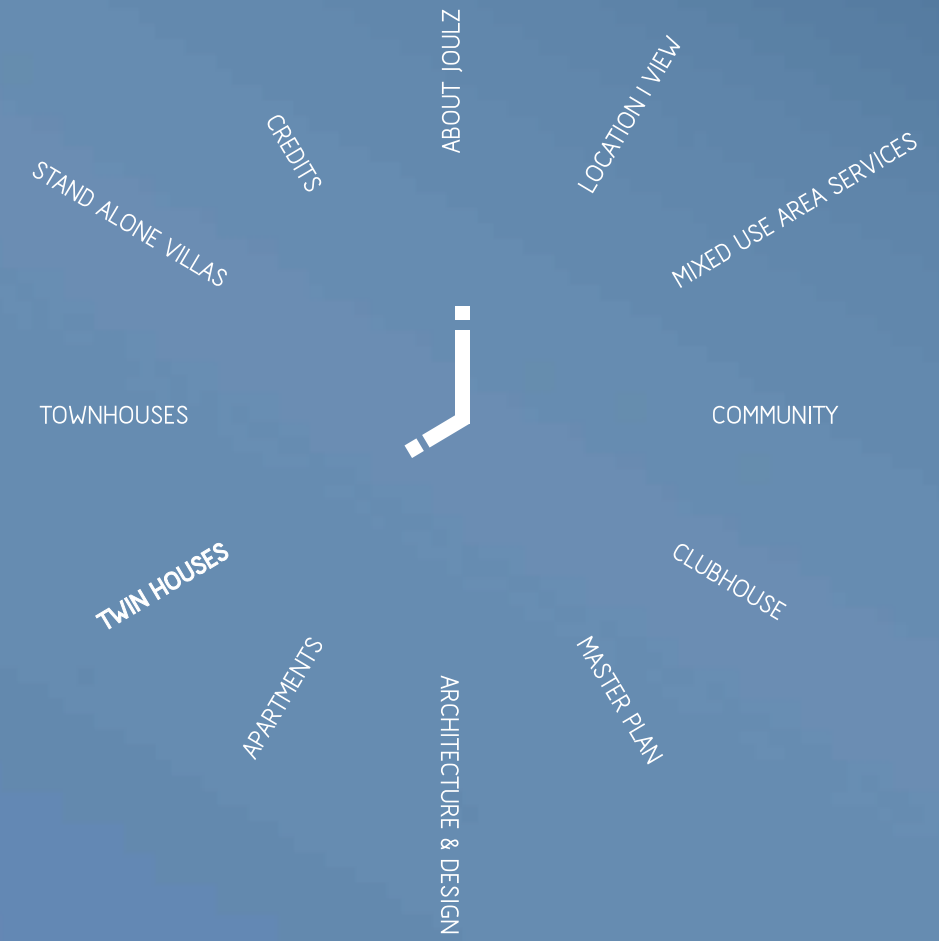 ABOUT JOULZ
LOCATION I VIEW
MIXED USE AREA SERVICES
COMMUNITY
CLUBHOUSE
MASTER PLAN
ARCHITECTURE & DESIGN
APARTMENTS
TWIN HOUSES
TOWNHOUSES
STAND ALONE VILLAS
CREDITS